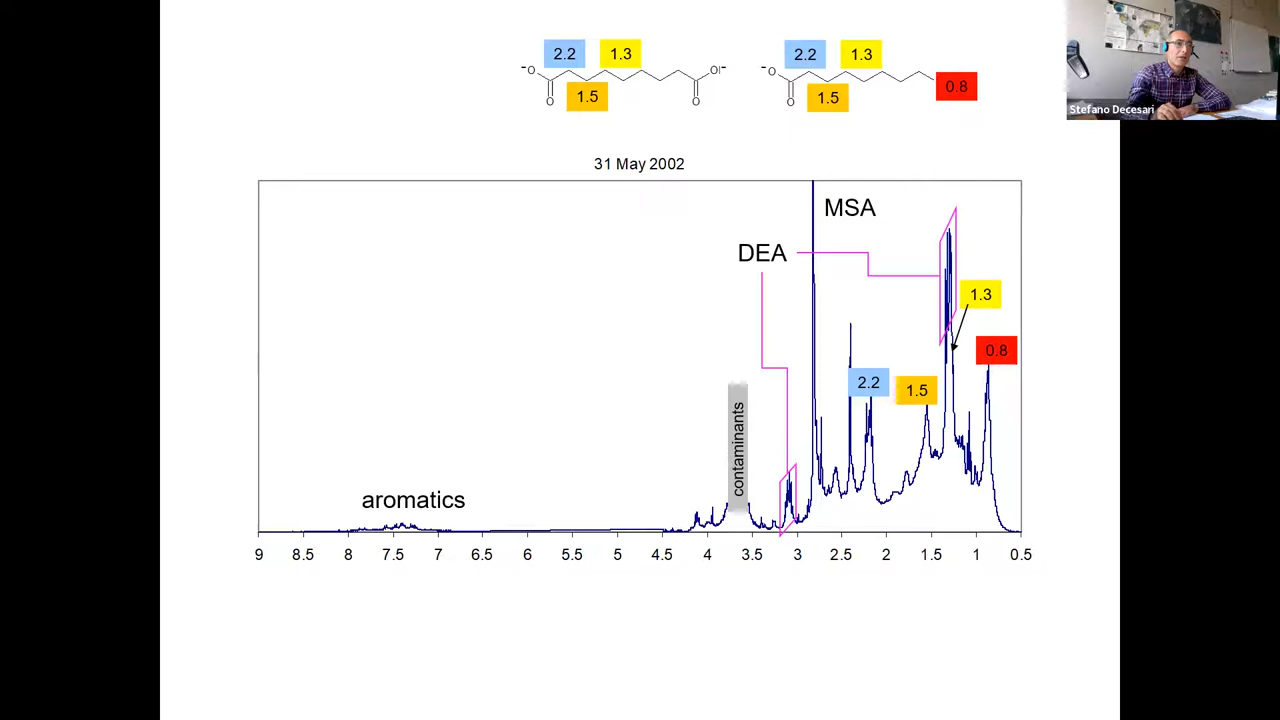 2.2 1.3 2.2 1.3
⁻O O⁻ ⁻O 0.8
1.5 1.5
O O O
Stefano Decesari
31 May 2002
MSA
DEA
1.3
0.8
2.2
1.5
contaminants
aromatics
9 8.5 8 7.5 7 6.5 6 5.5 5 4.5 4 3.5 3 2.5 2 1.5 1 0.5